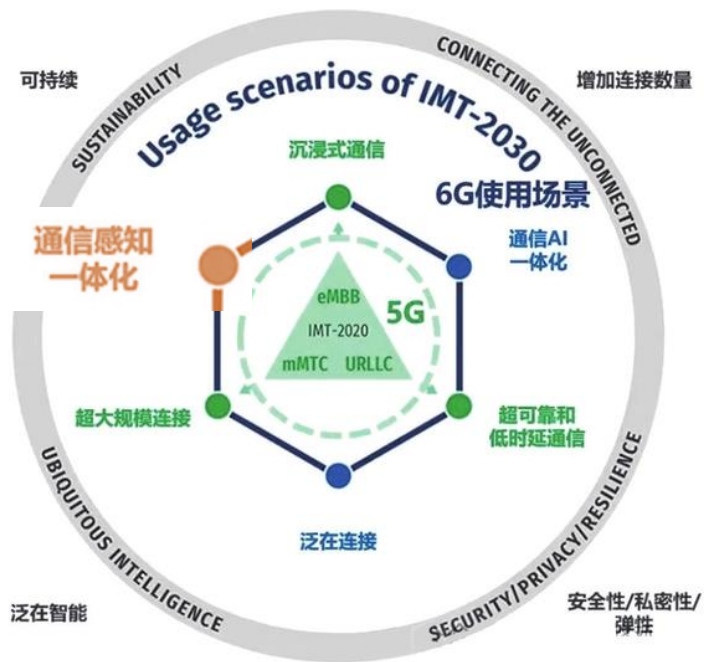 可持续
SUSTAINABILITY
CONNECTING THE UNCONNECTED
增加连接数量
Usage scenarios of IMT-2030
沉浸式通信
6G使用场景
通信感知
一体化
通信AI
一体化
eMBB
5G
IMT-2020
mMTC URLLC
超大规模连接
超可靠和
低时延通信
泛在连接
UBIQUITOUS INTELLIGENCE
SECURITY/PRIVACY/RESILIENCE
泛在智能
安全性/私密性/
弹性